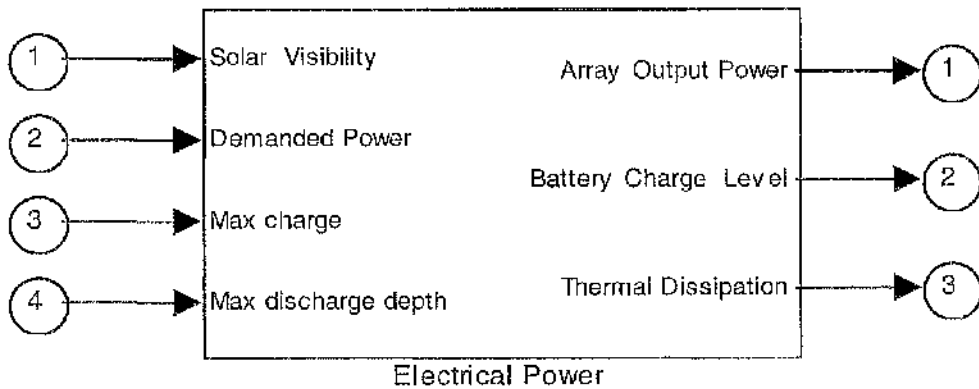 1
Solar Visibility
2
Demanded Power
3
Max charge
4
Max discharge depth
Array Output Power
1
Battery Charge Level
2
Thermal Dissipation
3
Electrical Power